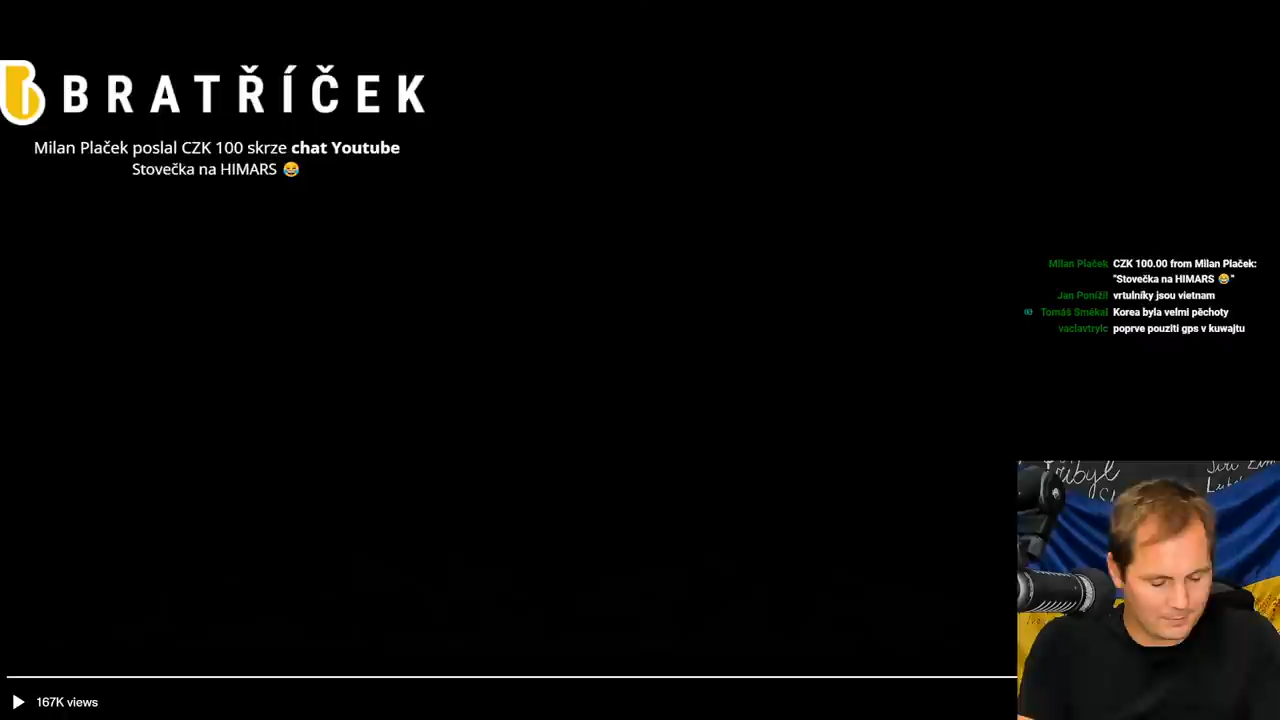 BRATŘÍČEK
Milan Plaček poslal CZK 100 skrze chat Youtube
Stovečka na HIMARS 😂
Milan Plaček CZK 100.00 from Milan Plaček:
"Stovečka na HIMARS 😂"
Jan Ponížil vrtulníky jsou vietnam
Tomáš Smékal Korea byla velmi pěchoty
vaclavtrylc poprve pouziti gps v kuwajtu
167K views